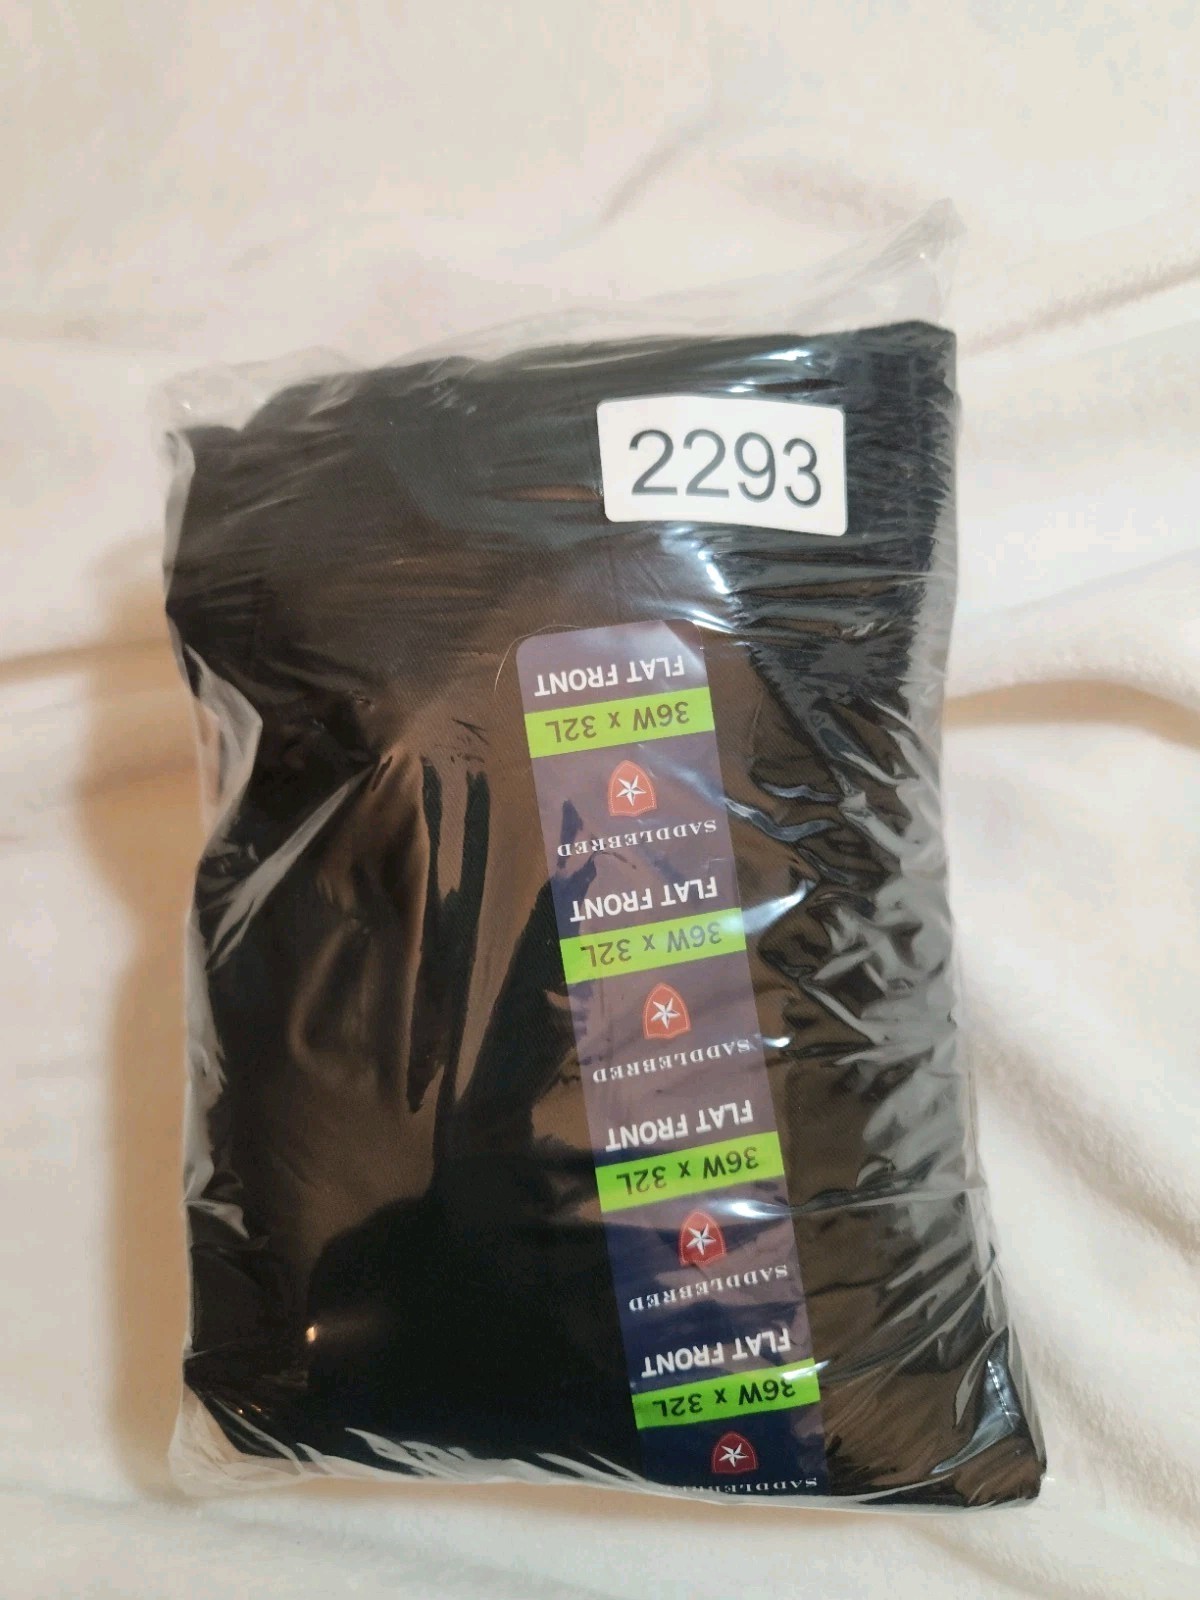 2293
FLAT FRONT
36W x 32L
SADDLEBRED
FLAT FRONT
36W x 32L
SADDLEBRED
FLAT FRONT
36W x 32L
SADDLEBRED
FLAT FRONT
36W x 32L
SADDLEBRED